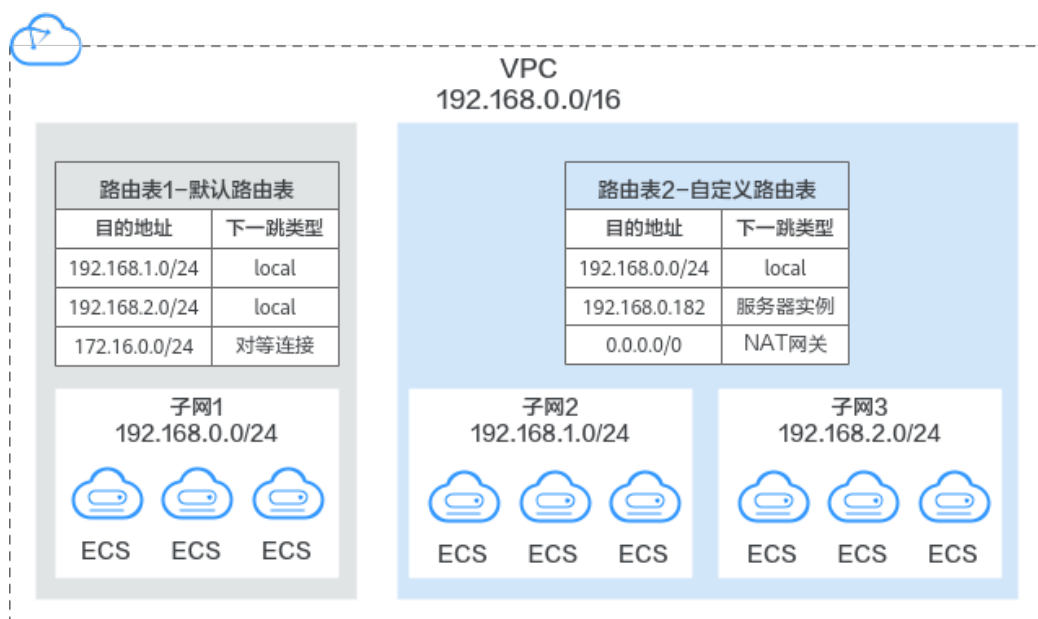 VPC
192.168.0.0/16
路由表1-默认路由表
目的地址 下一跳类型
192.168.1.0/24 local
192.168.2.0/24 local
172.16.0.0/24 对等连接
子网1
192.168.0.0/24
ECS ECS ECS
路由表2-自定义路由表
目的地址 下一跳类型
192.168.0.0/24 local
192.168.0.182 服务器实例
0.0.0.0/0 NAT网关
子网2
192.168.1.0/24
ECS ECS ECS
子网3
192.168.2.0/24
ECS ECS ECS